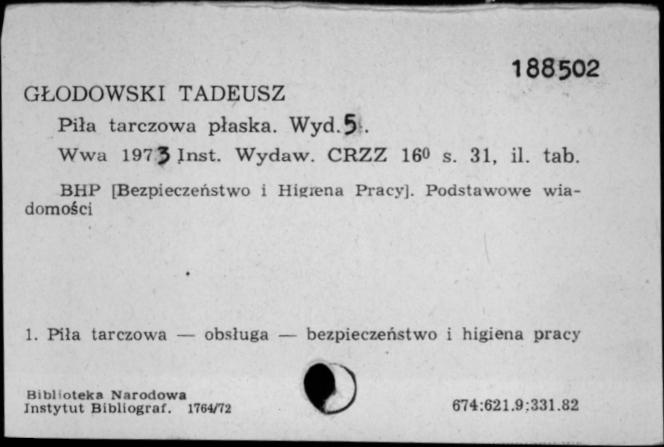 188502
GŁODOWSKI TADEUSZ
Piła tarczowa płaska. Wyd. 5.
Wwa 1973 Inst. Wydaw. CRZZ 16⁰ s. 31, il. tab.
BHP [Bezpieczeństwo i Higiena Pracy]. Podstawowe wia-
domości
1. Piła tarczowa — obsługa — bezpieczeństwo i higiena pracy
Biblioteka Narodowa
Instytut Bibliograf. 1764/72
674:621.9:331.82